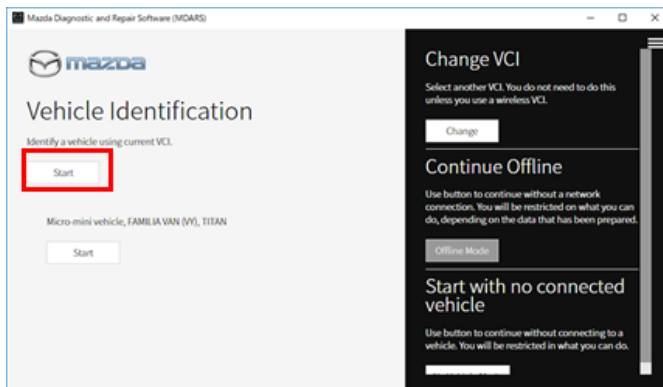 Mazda Diagnostic and Repair Software (MDARS)
mazda
Vehicle Identification
Identify a vehicle using current VCI.
Start
Micro-mini vehicle, FAMILIA VAN (VY), TITAN
Start
Change VCI
Select another VCI. You do not need to do this
unless you use a wireless VCI.
Change
Continue Offline
Use button to continue without a network
connection. You will be restricted on what you can
do, depending on the data that has been prepared.
Offline Mode
Start with no connected
vehicle
Use button to continue without connecting to a
vehicle. You will be restricted in what you can do.